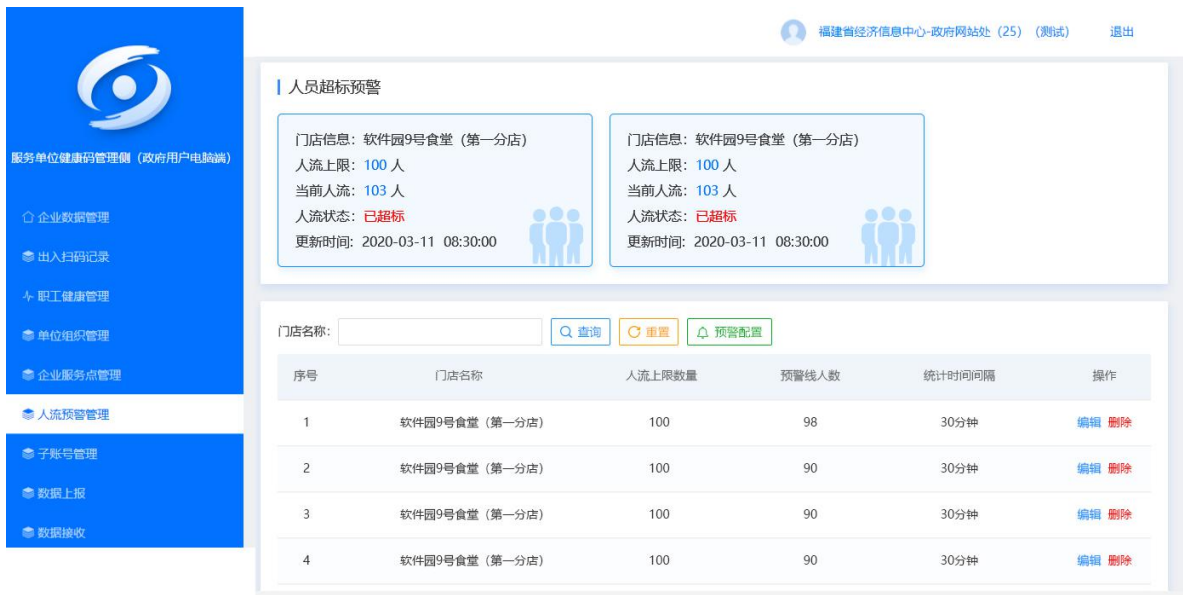 福建省经济信息中心-政府网站处（25）（测试） 退出
服务单位健康码管理侧（政府用户电脑端）
企业数据管理
出入扫码记录
职工健康管理
单位组织管理
企业服务点管理
人流预警管理
子账号管理
数据上报
数据接收
人员超标预警
门店信息：软件园9号食堂（第一分店）
人流上限：100 人
当前人流：103 人
人流状态：已超标
更新时间：2020-03-11 08:30:00
门店信息：软件园9号食堂（第一分店）
人流上限：100 人
当前人流：103 人
人流状态：已超标
更新时间：2020-03-11 08:30:00
门店名称： 查询 重置 预警配置
序号 门店名称 人流上限数量 预警线人数 统计时间间隔 操作
1 软件园9号食堂（第一分店） 100 98 30分钟 编辑 删除
2 软件园9号食堂（第一分店） 100 90 30分钟 编辑 删除
3 软件园9号食堂（第一分店） 100 90 30分钟 编辑 删除
4 软件园9号食堂（第一分店） 100 90 30分钟 编辑 删除